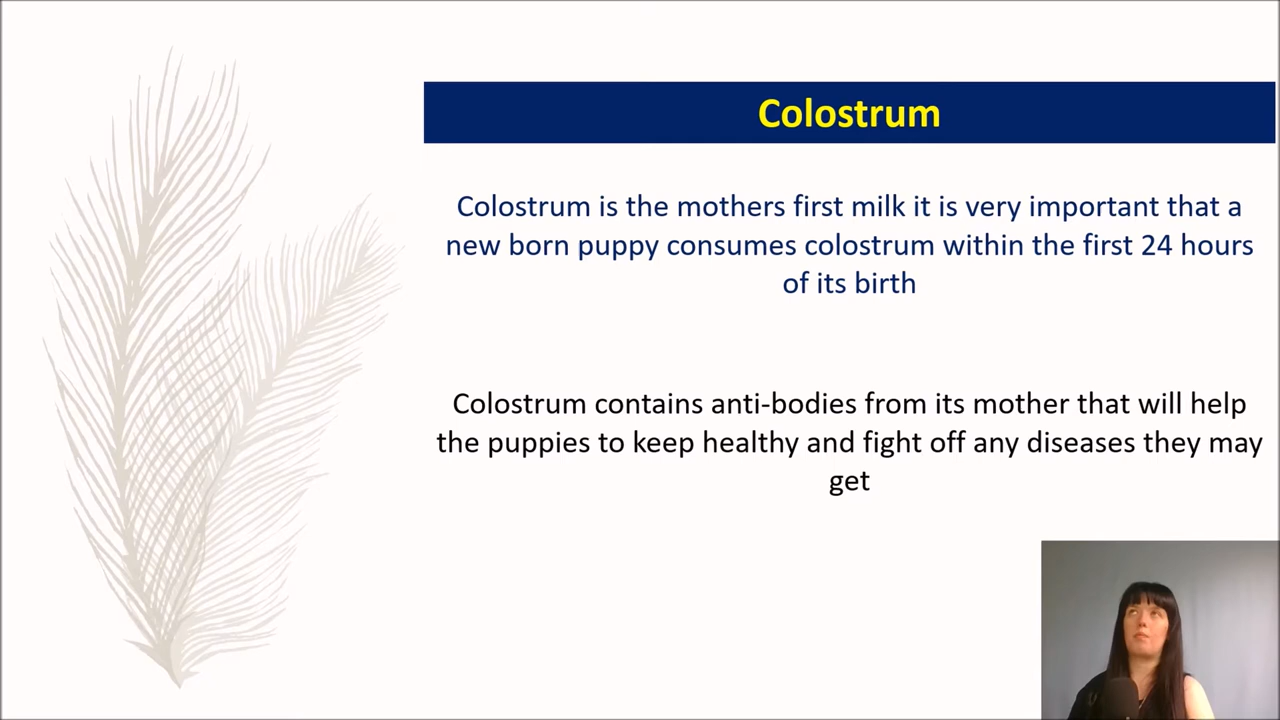 Colostrum
Colostrum is the mothers first milk it is very important that a
new born puppy consumes colostrum within the first 24 hours
of its birth
Colostrum contains anti-bodies from its mother that will help
the puppies to keep healthy and fight off any diseases they may
get